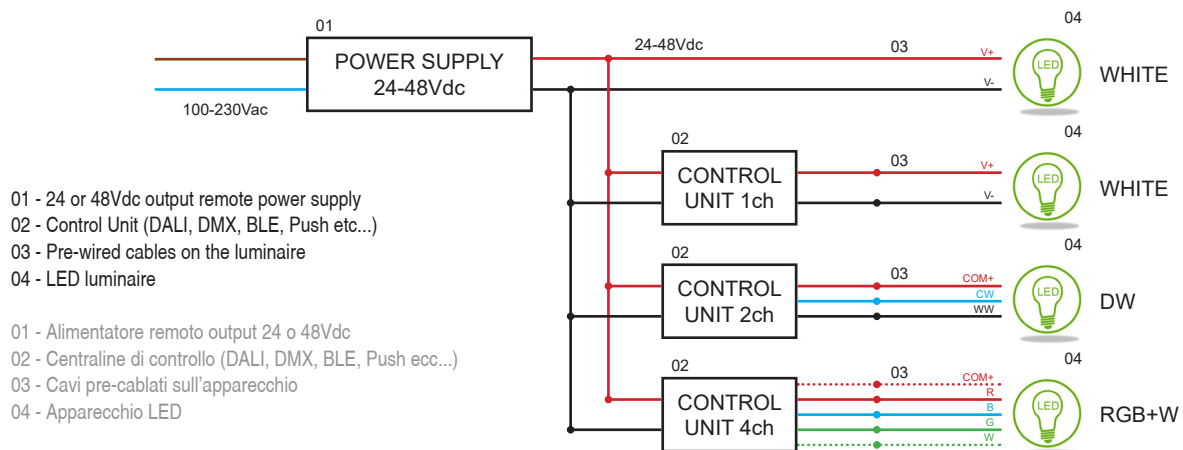 01
POWER SUPPLY
24-48Vdc
100-230Vac
24-48Vdc
03
V+
V-
04
LED
WHITE
02
CONTROL
UNIT 1ch
03
V+
V-
04
LED
WHITE
02
CONTROL
UNIT 2ch
03
COM+
CW
WW
04
LED
DW
02
CONTROL
UNIT 4ch
03
COM+
R
B
G
W
04
LED
RGB+W
01 - 24 or 48Vdc output remote power supply
02 - Control Unit (DALI, DMX, BLE, Push etc...)
03 - Pre-wired cables on the luminaire
04 - LED luminaire
01 - Alimentatore remoto output 24 o 48Vdc
02 - Centraline di controllo (DALI, DMX, BLE, Push ecc...)
03 - Cavi pre-cablati sull’apparecchio
04 - Apparecchio LED